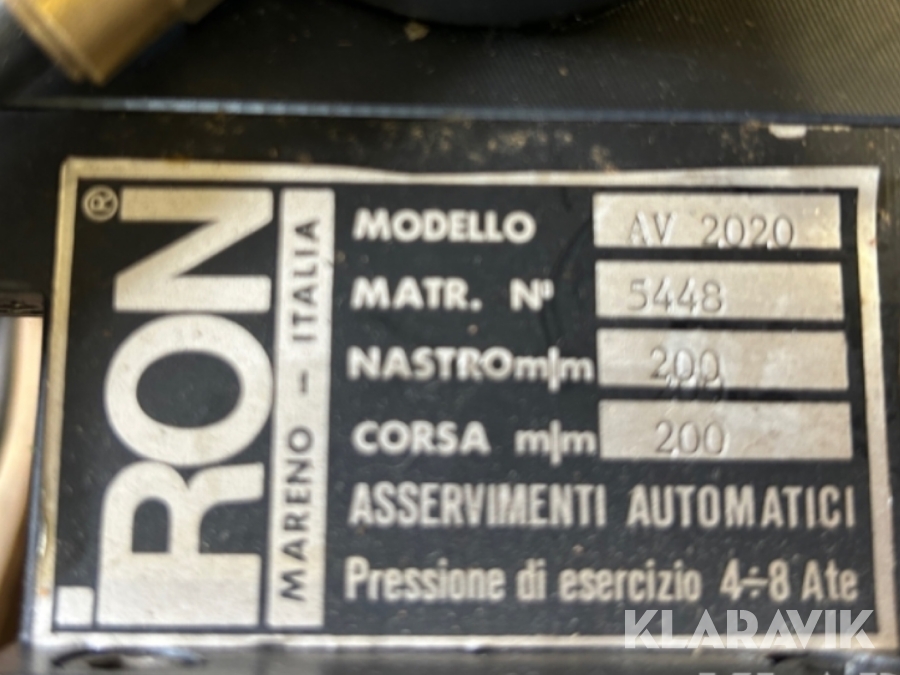 ®
iRON
MARENO - ITALIA
MODELLO AV 2020
MATR. N° 5448
NASTRO m/m 200
CORSA m/m 200
ASSERVIMENTI AUTOMATICI
Pressione di esercizio 4÷8 Ate
KLARAVIK